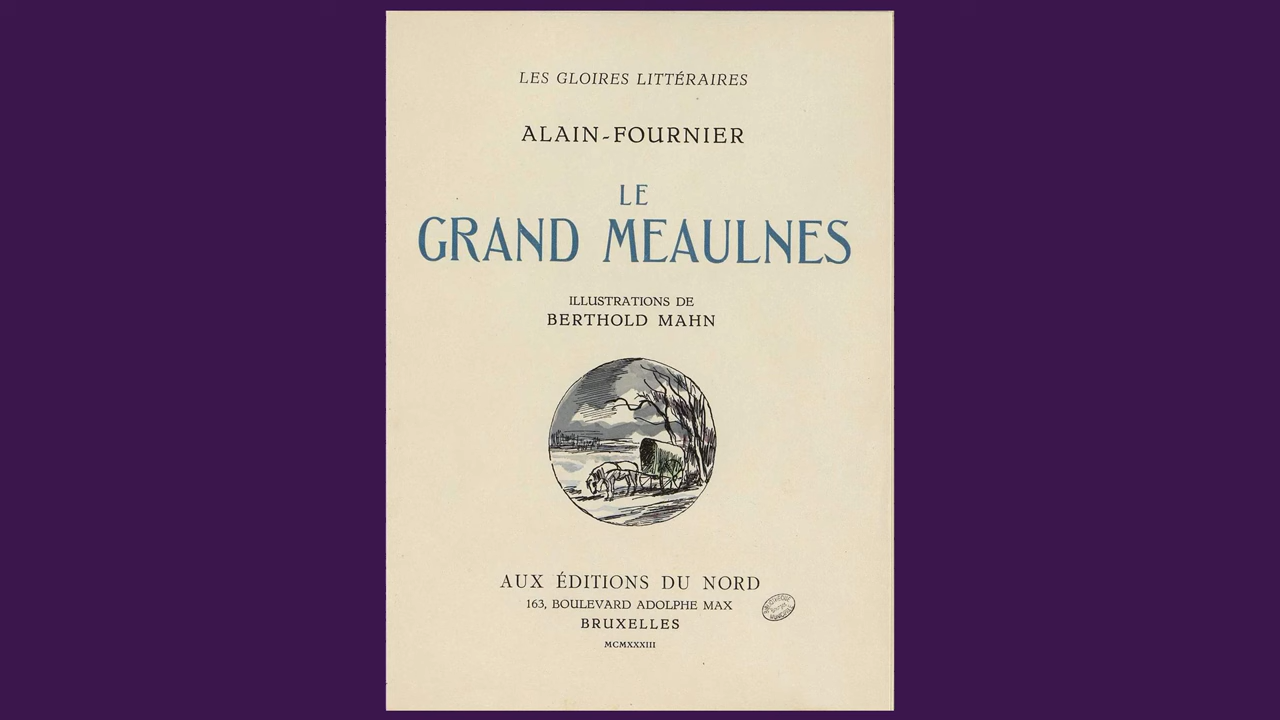 LES GLOIRES LITTÉRAIRES
ALAIN-FOURNIER
LE
GRAND MEAULNES
ILLUSTRATIONS DE
BERTHOLD MAHN
AUX ÉDITIONS DU NORD
163, BOULEVARD ADOLPHE MAX
BRUXELLES
MCMXXXIII